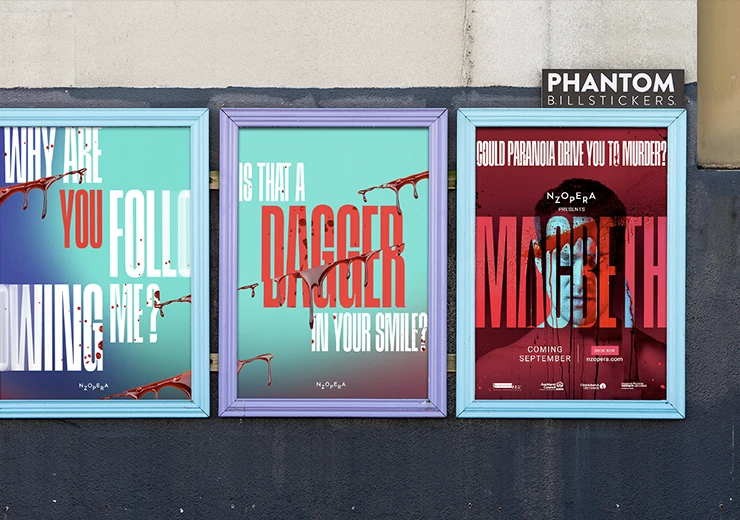 PHANTOM
BILLSTICKERS
WHY ARE
YOU FOLLO
OWING ME?
NZOPERA
IS THAT A
DAGGER
IN YOUR SMILE?
NZOPERA
COULD PARANOIA DRIVE YOU TO MURDER?
NZOPERA
PRESENTS
MACBETH
COMING
SEPTEMBER
BOOK NOW
nzopera.com